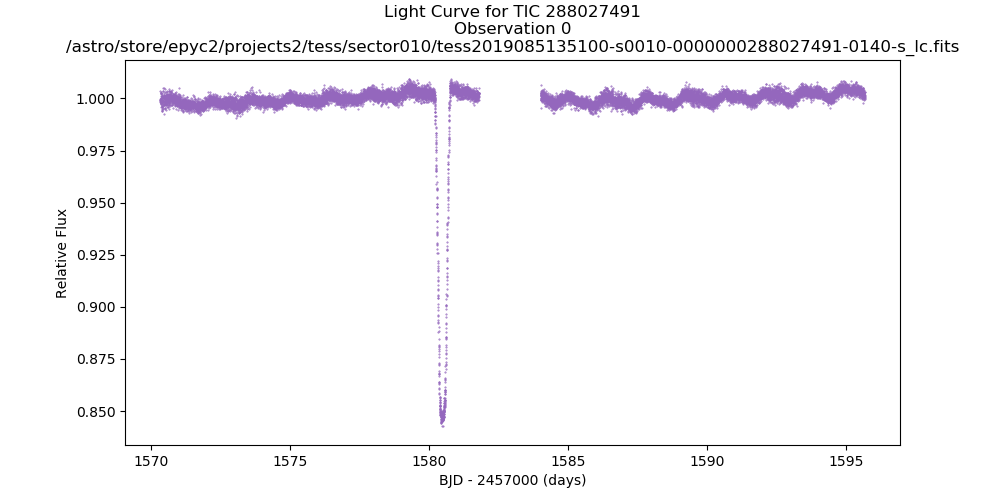 Light Curve for TIC 288027491
Observation 0
/astro/store/epyc2/projects2/tess/sector010/tess2019085135100-s0010-0000000288027491-0140-s_lc.fits
1.000
0.975
0.950
0.925
0.900
0.875
0.850
Relative Flux
1570 1575 1580 1585 1590 1595
BJD - 2457000 (days)